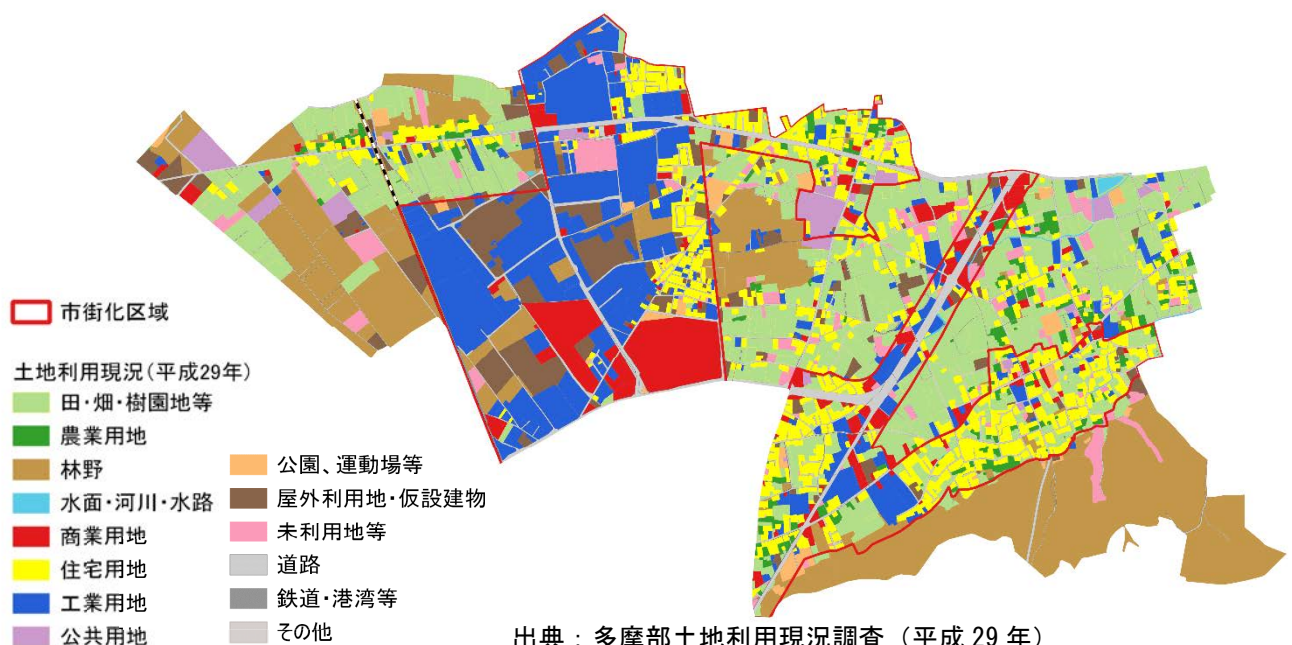 市街化区域
土地利用現況(平成29年)
田・畑・樹園地等
農業用地
林野
水面・河川・水路
商業用地
住宅用地
工業用地
公共用地
公園、運動場等
屋外利用地・仮設建物
未利用地等
道路
鉄道・港湾等
その他
出典：多摩部土地利用現況調査（平成 29 年）